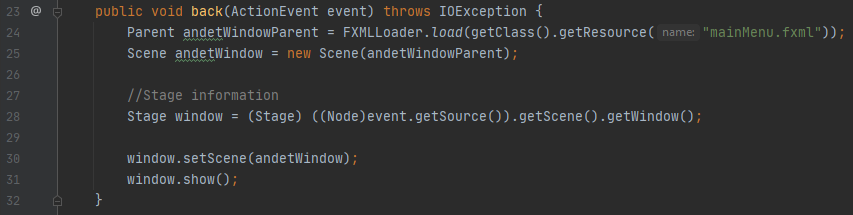 23 @ public void back(ActionEvent event) throws IOException {
24 Parent andetWindowParent = FXMLLoader.load(getClass().getResource( name: "mainMenu.fxml"));
25 Scene andetWindow = new Scene(andetWindowParent);
26
27 //Stage information
28 Stage window = (Stage) ((Node)event.getSource()).getScene().getWindow();
29
30 window.setScene(andetWindow);
31 window.show();
32 }